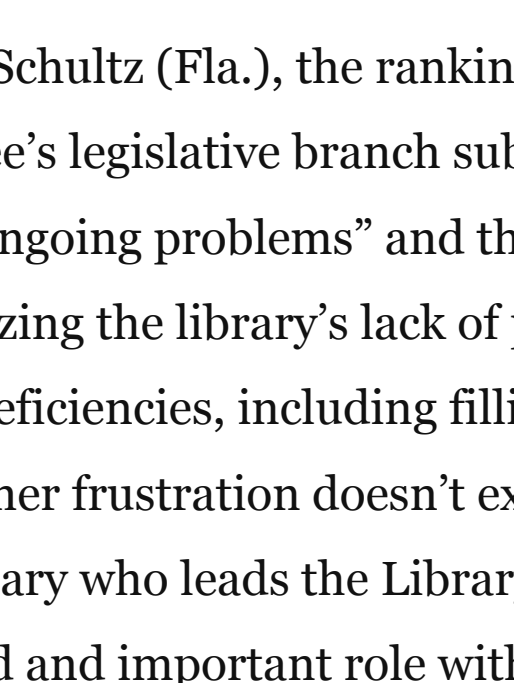 Schultz (Fla.), the rankin
ee’s legislative branch sub
ngoing problems” and th
zing the library’s lack of
eficiencies, including filli
her frustration doesn’t ex
ary who leads the Librar
d and important role with